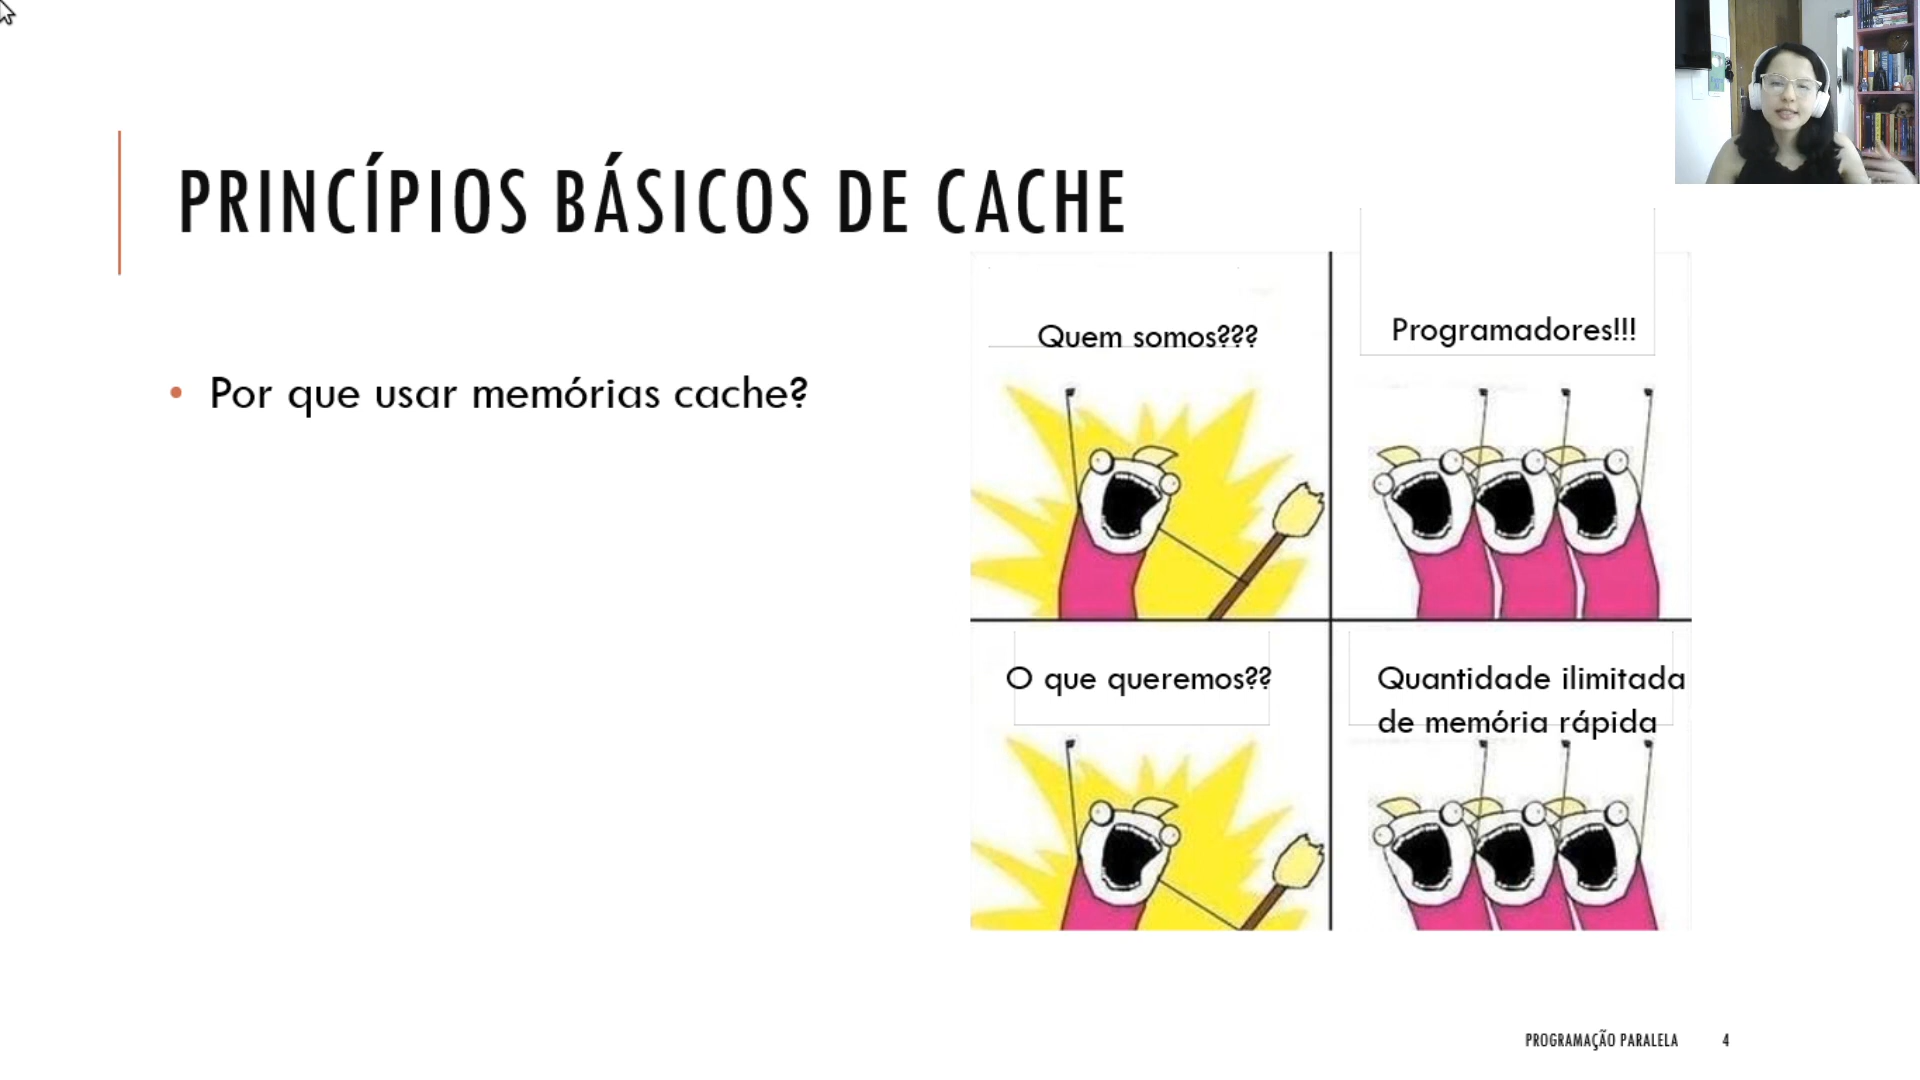 PRINCÍPIOS BÁSICOS DE CACHE
• Por que usar memórias cache?
Quem somos???
Programadores!!!
O que queremos??
Quantidade ilimitada
de memória rápida
PROGRAMAÇÃO PARALELA 4